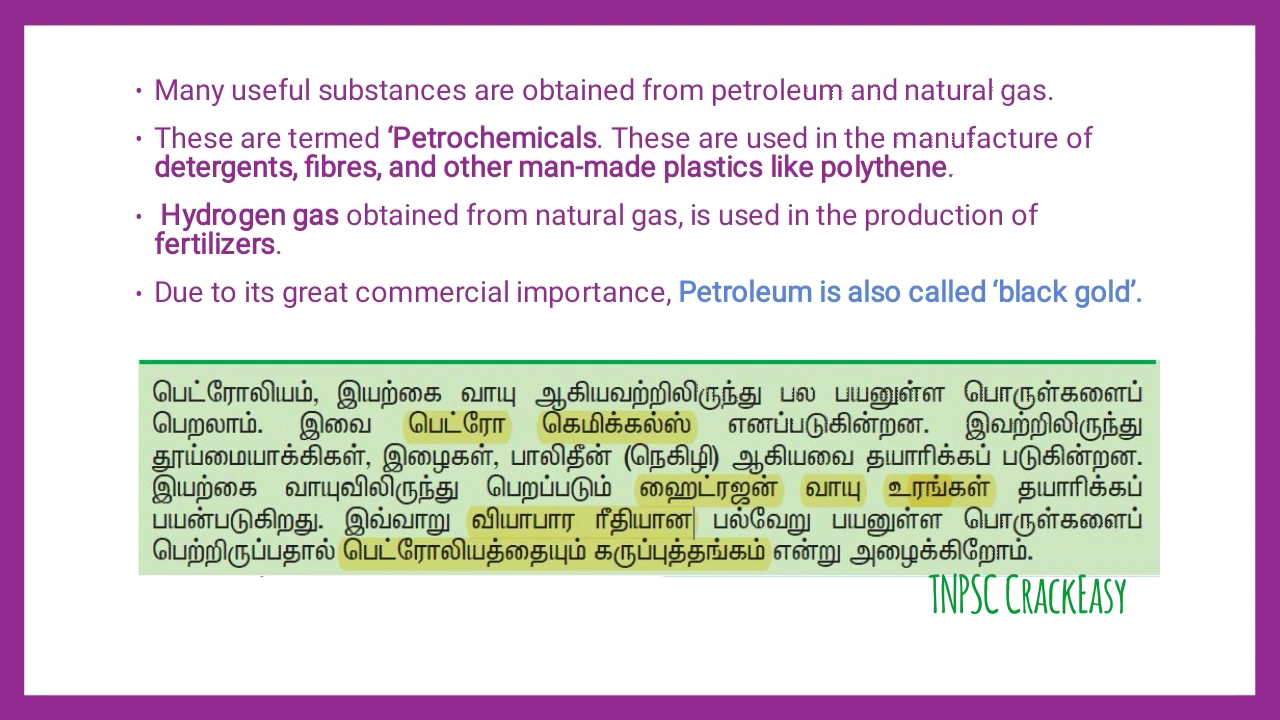 • Many useful substances are obtained from petroleum and natural gas.
• These are termed ‘Petrochemicals. These are used in the manufacture of
detergents, fibres, and other man-made plastics like polythene.
• Hydrogen gas obtained from natural gas, is used in the production of
fertilizers.
• Due to its great commercial importance, Petroleum is also called ‘black gold’.
பெட்ரோலியம், இயற்கை வாயு ஆகியவற்றிலிருந்து பல பயனுள்ள பொருள்களைப்
பெறலாம். இவை பெட்ரோ கெமிக்கல்ஸ் எனப்படுகின்றன. இவற்றிலிருந்து
தூய்மையாக்கிகள், இழைகள், பாலிதீன் (நெகிழி) ஆகியவை தயாரிக்கப் படுகின்றன.
இயற்கை வாயுவிலிருந்து பெறப்படும் ஹைட்ரஜன் வாயு உரங்கள் தயாரிக்கப்
பயன்படுகிறது. இவ்வாறு வியாபார ரீதியான பல்வேறு பயனுள்ள பொருள்களைப்
பெற்றிருப்பதால் பெட்ரோலியத்தையும் கருப்புத்தங்கம் என்று அழைக்கிறோம்.
TNPSC CrackEasy